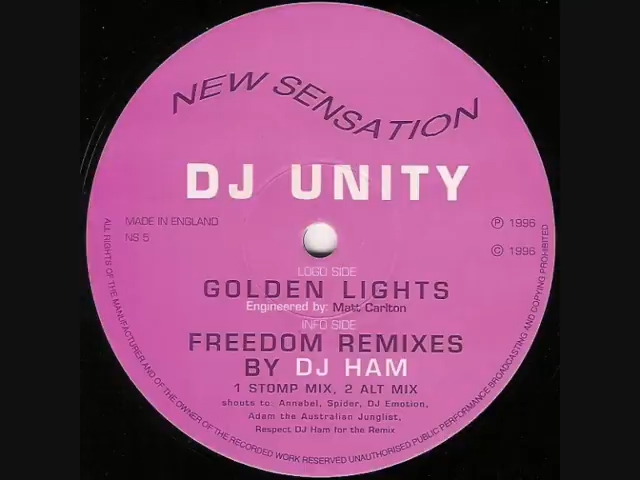 NEW SENSATION
DJ UNITY
MADE IN ENGLAND
NS 5
℗ 1996
© 1996
LOGO SIDE
GOLDEN LIGHTS
Engineered by: Matt Carlton
INFO SIDE
FREEDOM REMIXES
BY DJ HAM
1 STOMP MIX, 2 ALT MIX
shouts to: Annabel, Spider, DJ Emotion,
Adam the Australian Junglist,
Respect DJ Ham for the Remix
ALL RIGHTS OF THE MANUFACTURER AND OF THE OWNER OF THE RECORDED WORK RESERVED UNAUTHORISED PUBLIC PERFORMANCE, BROADCASTING AND COPYING PROHIBITED